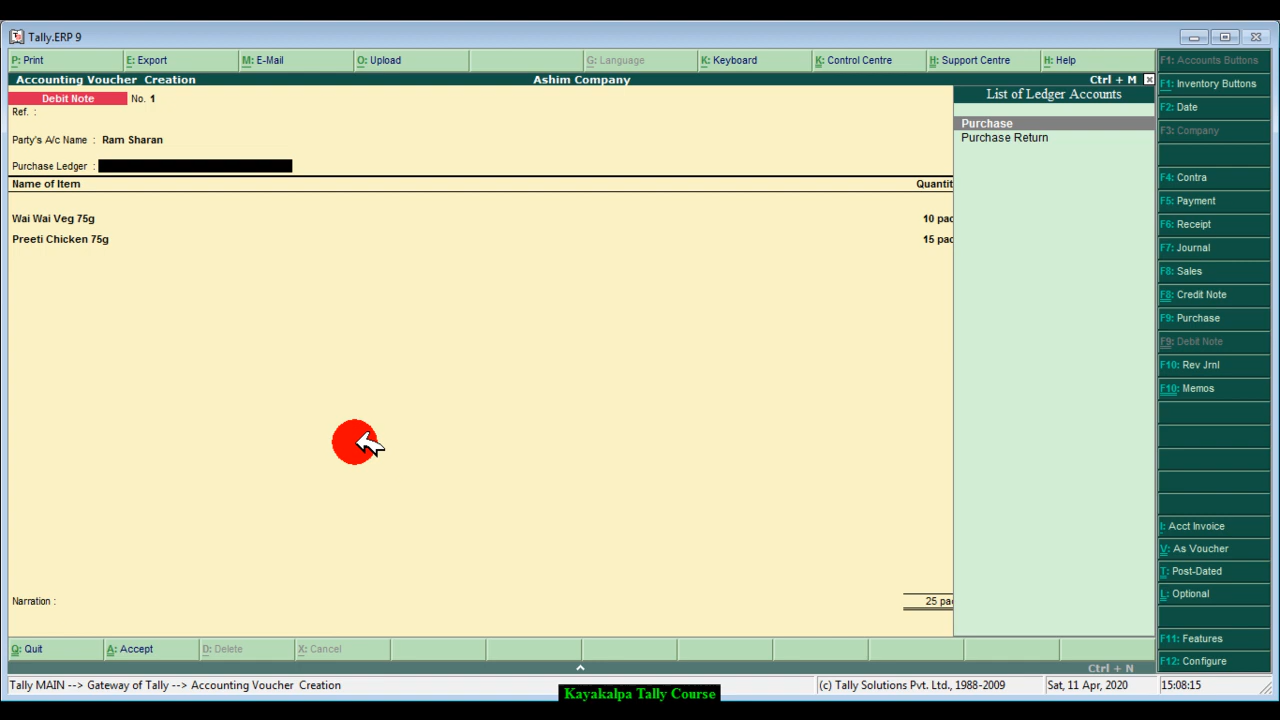 Tally.ERP 9
P: Print E: Export M: E-Mail O: Upload G: Language K: Keyboard K: Control Centre H: Support Centre H: Help
Accounting Voucher Creation Ashim Company Ctrl + M
Debit Note No. 1
Ref. :
Party's A/c Name : Ram Sharan
Purchase Ledger :
Name of Item Quantit
Wai Wai Veg 75g 10 pac
Preeti Chicken 75g 15 pac
Narration : 25 pac
List of Ledger Accounts
Purchase
Purchase Return
F1: Accounts Buttons
F1: Inventory Buttons
F2: Date
F3: Company
F4: Contra
F5: Payment
F6: Receipt
F7: Journal
F8: Sales
F8: Credit Note
F9: Purchase
F9: Debit Note
F10: Rev Jrnl
F10: Memos
I: Acct Invoice
V: As Voucher
T: Post-Dated
L: Optional
F11: Features
F12: Configure
Q: Quit A: Accept D: Delete X: Cancel
Ctrl + N
Tally MAIN --> Gateway of Tally --> Accounting Voucher Creation (c) Tally Solutions Pvt. Ltd., 1988-2009 Sat, 11 Apr, 2020 15:08:15
Kayakalpa Tally Course